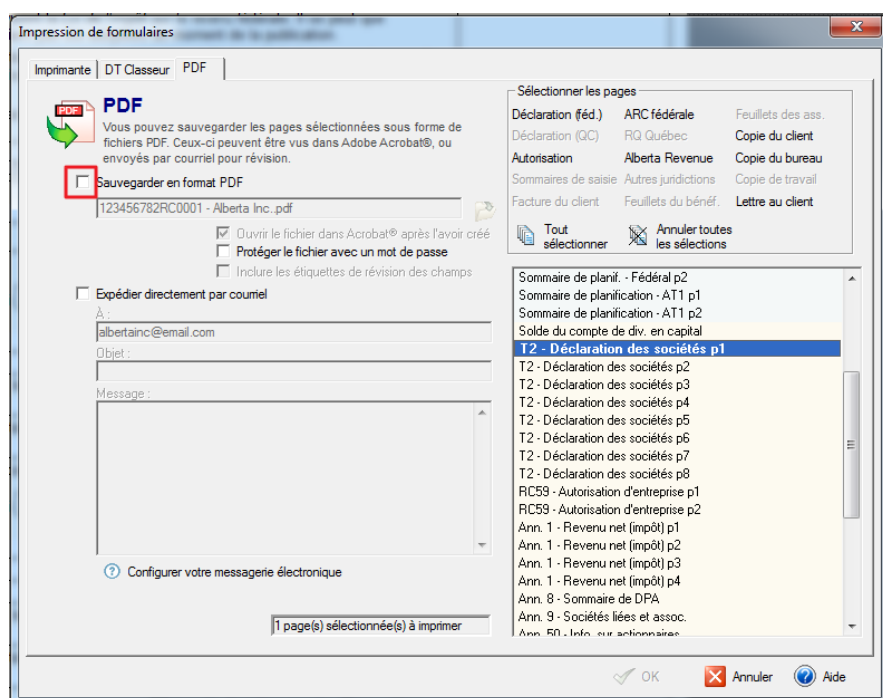 Impression de formulaires
Imprimante
DT Classeur
PDF
PDF
PDF
Vous pouvez sauvegarder les pages sélectionnées sous forme de
fichiers PDF. Ceux-ci peuvent être vus dans Adobe Acrobat®, ou
envoyés par courriel pour révision.
Sauvegarder en format PDF
123456782RC0001 - Alberta Inc..pdf
Ouvrir le fichier dans Acrobat® après l'avoir créé
Protéger le fichier avec un mot de passe
Inclure les étiquettes de révision des champs
Expédier directement par courriel
À :
albertainc@email.com
Objet :
Message :
Configurer votre messagerie électronique
1 page(s) sélectionnée(s) à imprimer
Sélectionner les pages
Déclaration (féd.) ARC fédérale Feuillets des ass.
Déclaration (QC) RQ Québec Copie du client
Autorisation Alberta Revenue Copie du bureau
Sommaires de saisie Autres juridictions Copie de travail
Facture du client Feuillets du bénéf. Lettre au client
Tout
sélectionner
Annuler toutes
les sélections
Sommaire de planif. - Fédéral p2
Sommaire de planification - AT1 p1
Sommaire de planification - AT1 p2
Solde du compte de div. en capital
T2 - Déclaration des sociétés p1
T2 - Déclaration des sociétés p2
T2 - Déclaration des sociétés p3
T2 - Déclaration des sociétés p4
T2 - Déclaration des sociétés p5
T2 - Déclaration des sociétés p6
T2 - Déclaration des sociétés p7
T2 - Déclaration des sociétés p8
RC59 - Autorisation d'entreprise p1
RC59 - Autorisation d'entreprise p2
Ann. 1 - Revenu net (impôt) p1
Ann. 1 - Revenu net (impôt) p2
Ann. 1 - Revenu net (impôt) p3
Ann. 1 - Revenu net (impôt) p4
Ann. 8 - Sommaire de DPA
Ann. 9 - Sociétés liées et assoc.
Ann. 50 - Info. sur actionnaires
OK
Annuler
Aide